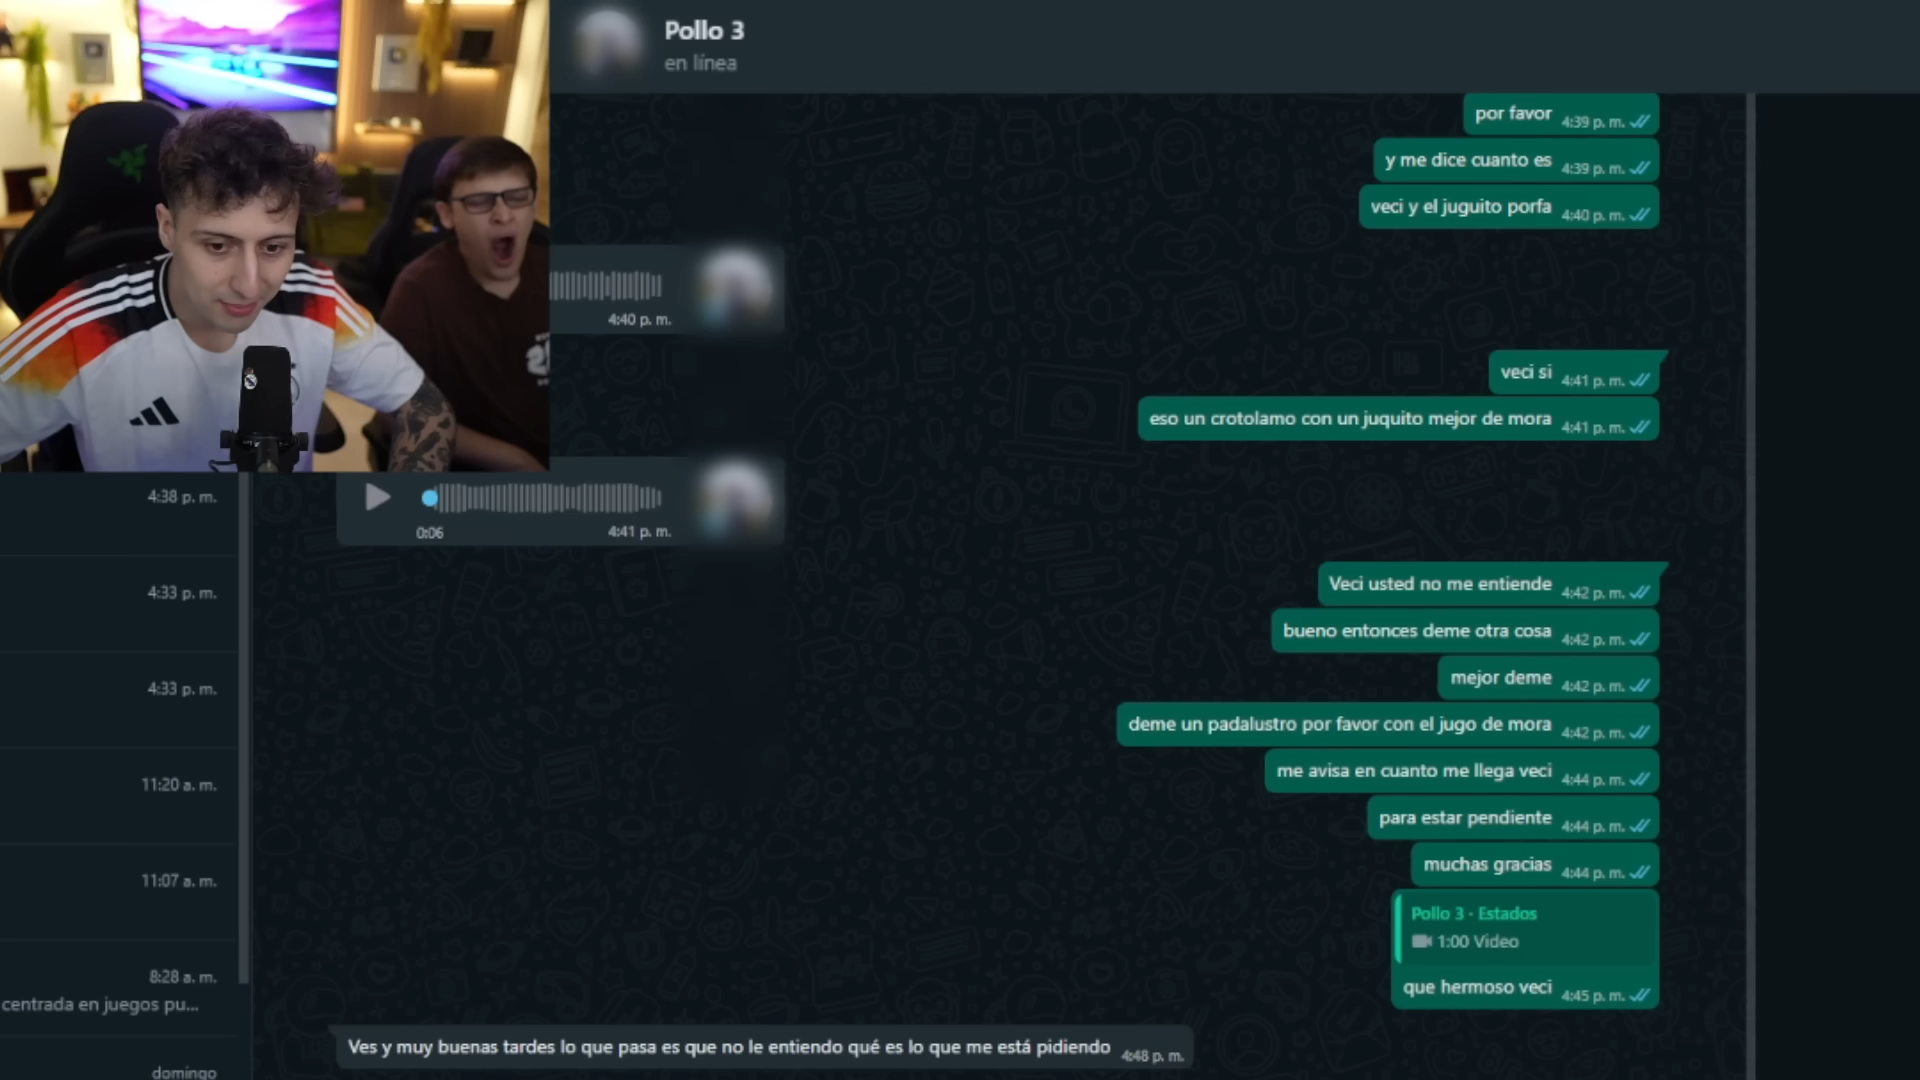 Pollo 3
en línea
por favor 4:39 p. m.
y me dice cuanto es 4:39 p. m.
veci y el juguito porfa 4:40 p. m.
4:40 p. m.
veci si 4:41 p. m.
eso un crotolamo con un juquito mejor de mora 4:41 p. m.
0:06 4:41 p. m.
Veci usted no me entiende 4:42 p. m.
bueno entonces deme otra cosa 4:42 p. m.
mejor deme 4:42 p. m.
deme un padalustro por favor con el jugo de mora 4:42 p. m.
me avisa en cuanto me llega veci 4:44 p. m.
para estar pendiente 4:44 p. m.
muchas gracias 4:44 p. m.
Pollo 3 · Estados
1:00 Video
que hermoso veci 4:45 p. m.
Ves y muy buenas tardes lo que pasa es que no le entiendo qué es lo que me está pidiendo 4:48 p. m.
4:38 p. m.
4:33 p. m.
4:33 p. m.
11:20 a. m.
11:07 a. m.
8:28 a. m.
centrada en juegos pu...
domingo